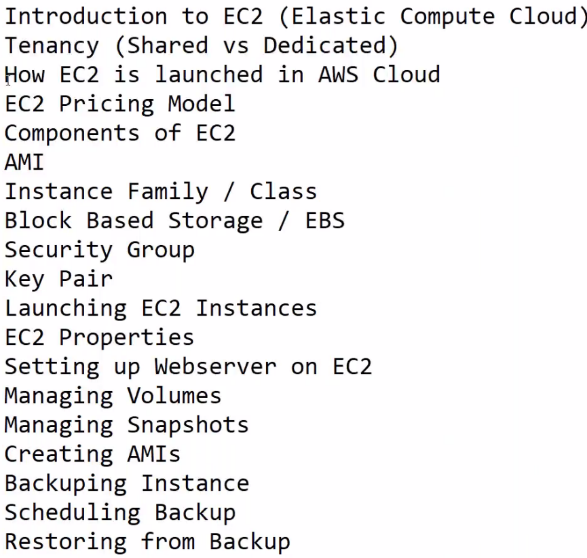 Introduction to EC2 (Elastic Compute Cloud)
Tenancy (Shared vs Dedicated)
How EC2 is launched in AWS Cloud
EC2 Pricing Model
Components of EC2
AMI
Instance Family / Class
Block Based Storage / EBS
Security Group
Key Pair
Launching EC2 Instances
EC2 Properties
Setting up Webserver on EC2
Managing Volumes
Managing Snapshots
Creating AMIs
Backuping Instance
Scheduling Backup
Restoring from Backup